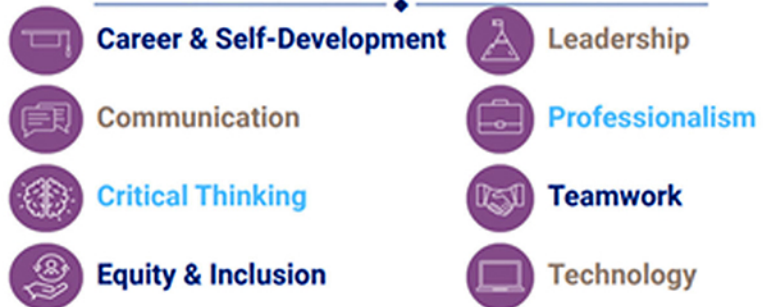 Career & Self-Development
Communication
Critical Thinking
Equity & Inclusion
Leadership
Professionalism
Teamwork
Technology